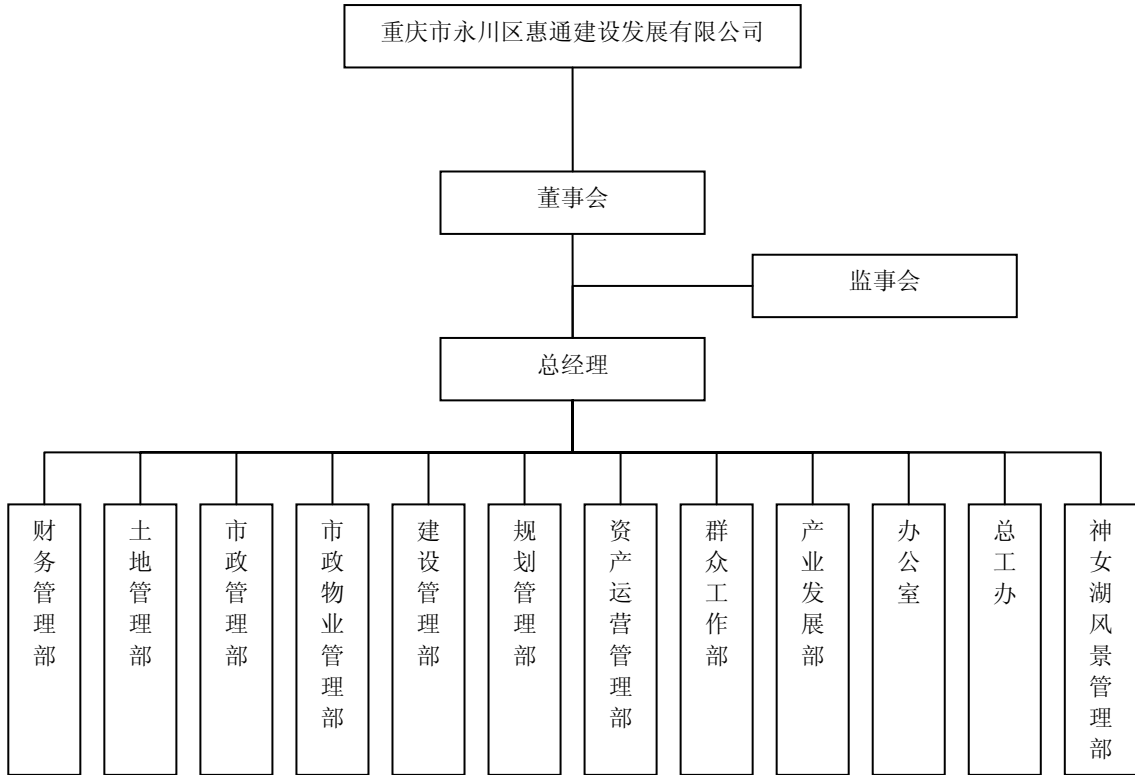 重庆市永川区惠通建设发展有限公司
董事会
监事会
总经理
财务管理部
土地管理部
市政管理部
市政物业管理部
建设管理部
规划管理部
资产运营管理部
群众工作部
产业发展部
办公室
总工办
神女湖风景管理部